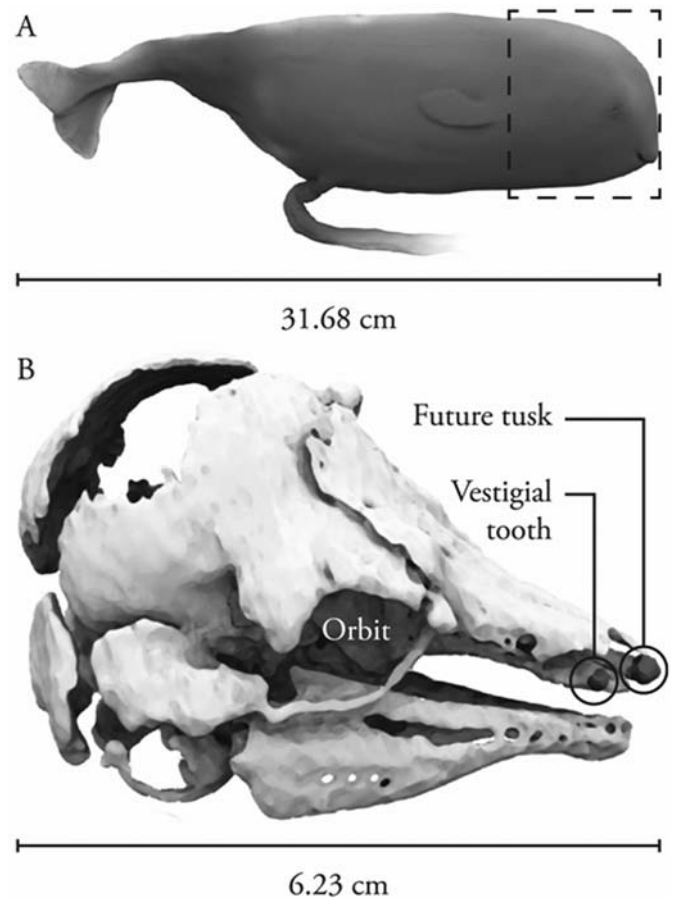 A
31.68 cm
B
Future tusk
Vestigial
tooth
Orbit
6.23 cm